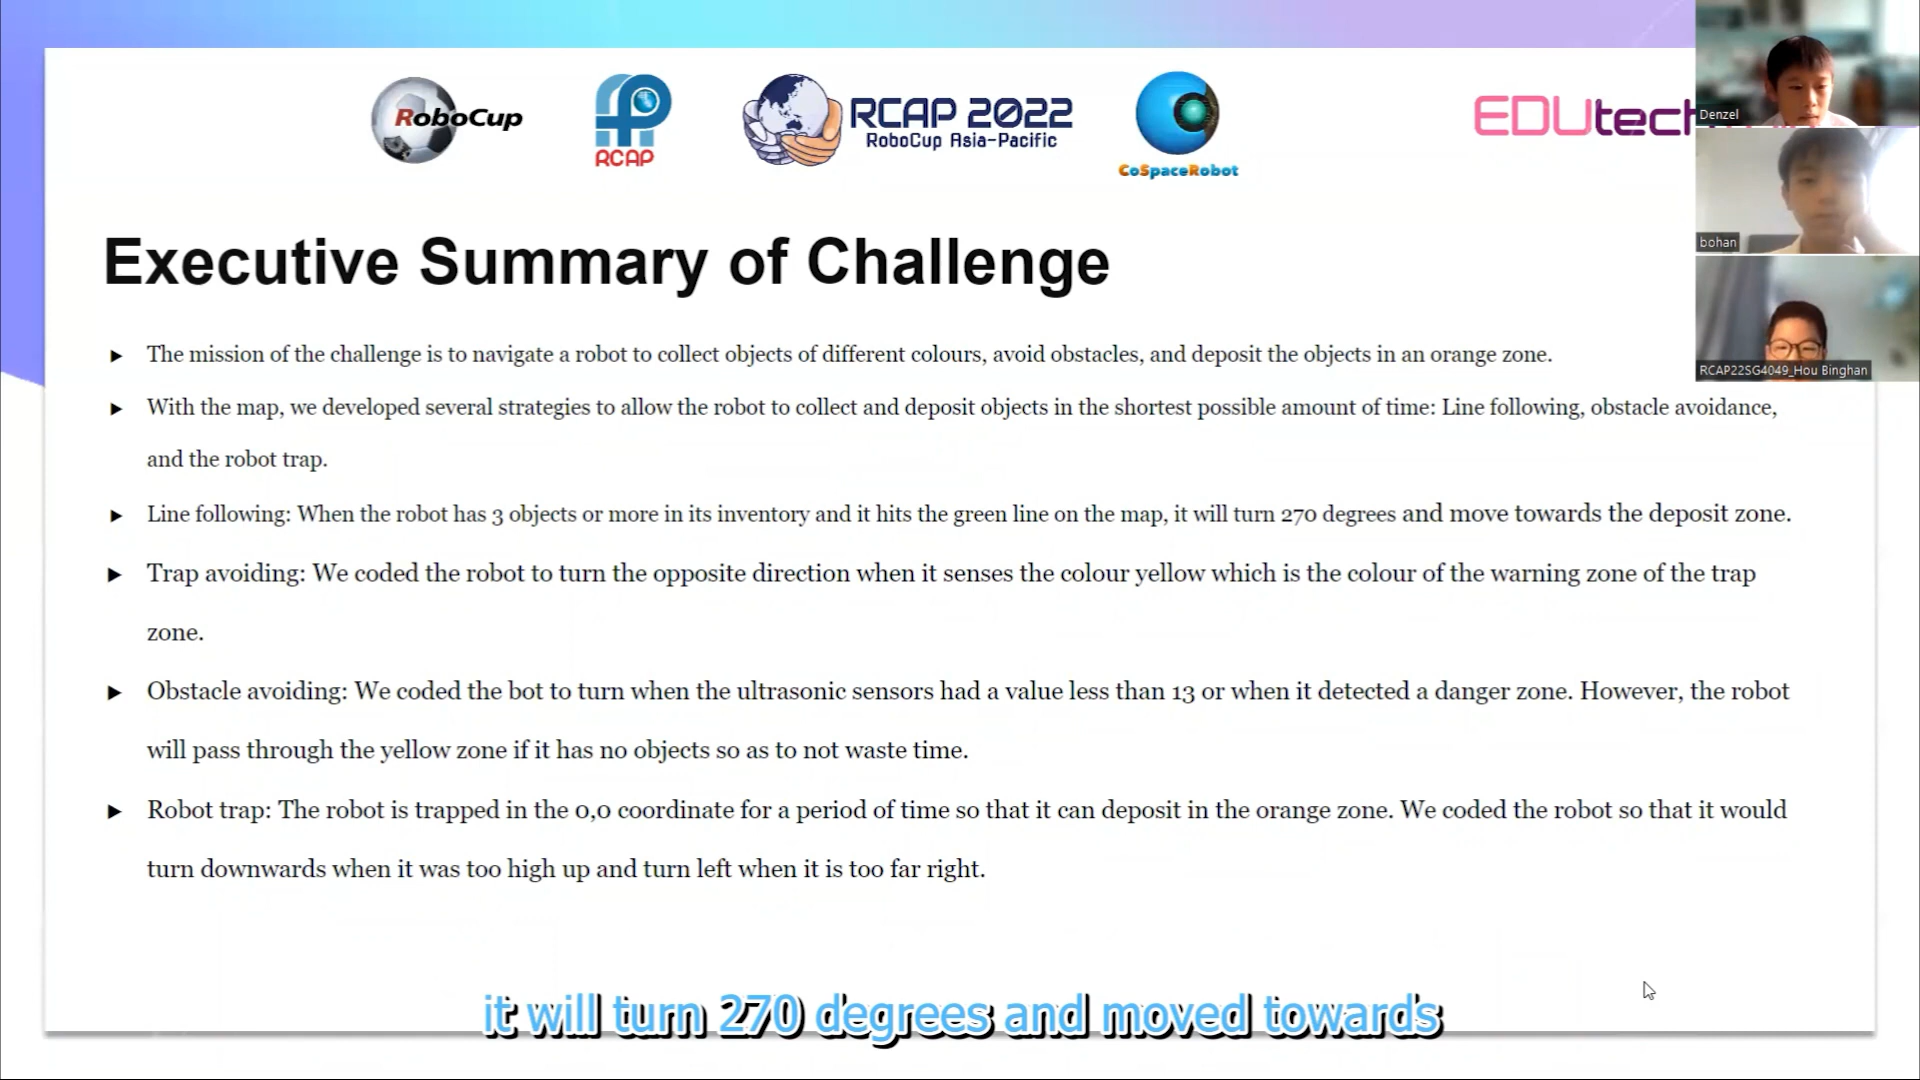 RoboCup
RCAP
RCAP 2022
RoboCup Asia-Pacific
CoSpaceRobot
EDUtech
Denzel
bohan
RCAP22SG4049_Hou Binghan
Executive Summary of Challenge
► The mission of the challenge is to navigate a robot to collect objects of different colours, avoid obstacles, and deposit the objects in an orange zone.
► With the map, we developed several strategies to allow the robot to collect and deposit objects in the shortest possible amount of time: Line following, obstacle avoidance,
and the robot trap.
► Line following: When the robot has 3 objects or more in its inventory and it hits the green line on the map, it will turn 270 degrees and move towards the deposit zone.
► Trap avoiding: We coded the robot to turn the opposite direction when it senses the colour yellow which is the colour of the warning zone of the trap
zone.
► Obstacle avoiding: We coded the bot to turn when the ultrasonic sensors had a value less than 13 or when it detected a danger zone. However, the robot
will pass through the yellow zone if it has no objects so as to not waste time.
► Robot trap: The robot is trapped in the 0,0 coordinate for a period of time so that it can deposit in the orange zone. We coded the robot so that it would
turn downwards when it was too high up and turn left when it is too far right.
it will turn 270 degrees and moved towards